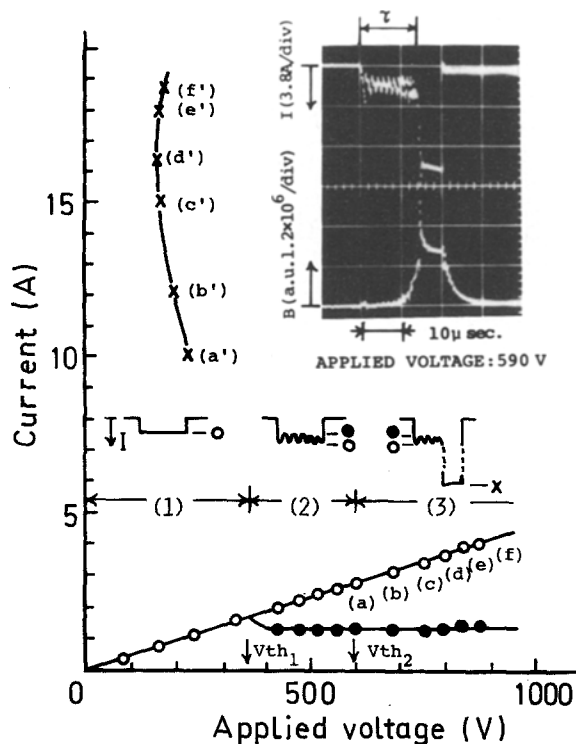 τ
I(3.8A/div)
B(a.u.1.2×10⁶/div)
10μ sec.
APPLIED VOLTAGE:590 V
Current (A)
15
10
5
0
(f')
(e')
(d')
(c')
(b')
(a')
I
○
●
○
●
○
X
(1)
(2)
(3)
(a)
(b)
(c)
(d)
(e)
(f)
Vth₁
Vth₂
0
500
1000
Applied voltage (V)